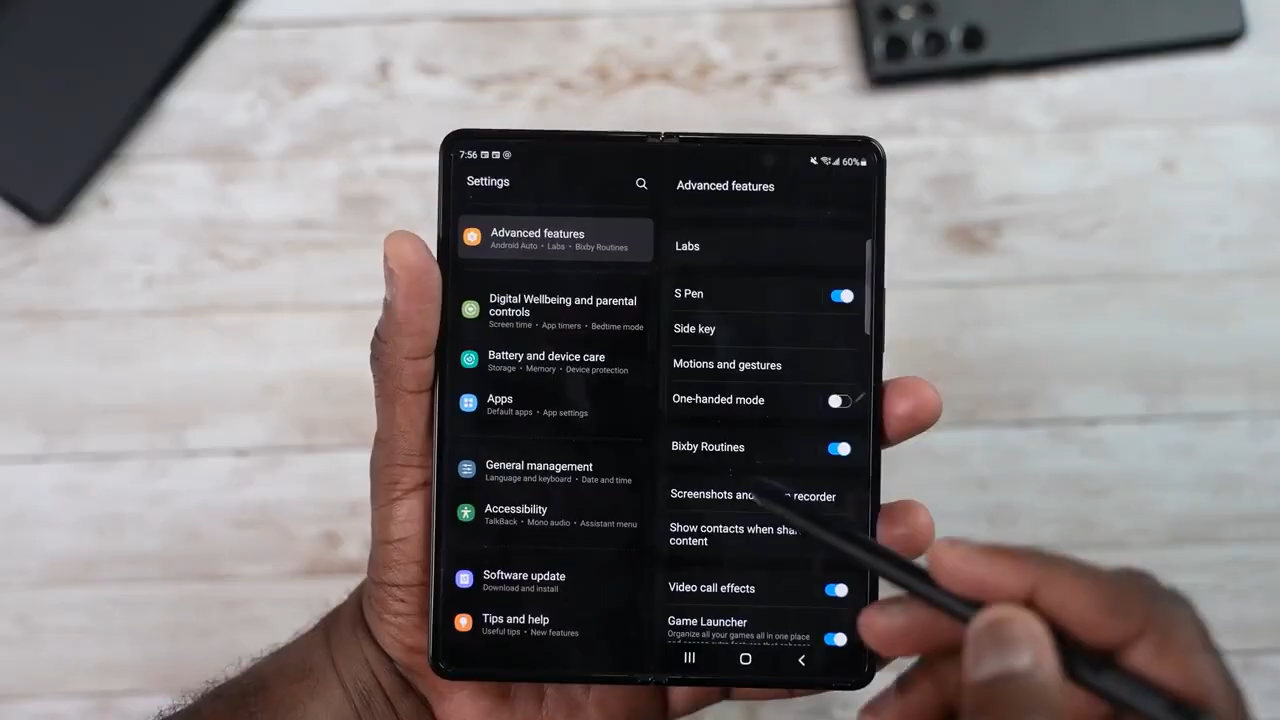 7:56
60%
Settings
Advanced features
Android Auto • Labs • Bixby Routines
Digital Wellbeing and parental
controls
Screen time • App timers • Bedtime mode
Battery and device care
Storage • Memory • Device protection
Apps
Default apps • App settings
General management
Language and keyboard • Date and time
Accessibility
TalkBack • Mono audio • Assistant menu
Software update
Download and install
Tips and help
Useful tips • New features
Advanced features
Labs
S Pen
Side key
Motions and gestures
One-handed mode
Bixby Routines
Screenshots and recorder
Show contacts when
content
Video call effects
Game Launcher
Organize all your games all in one place